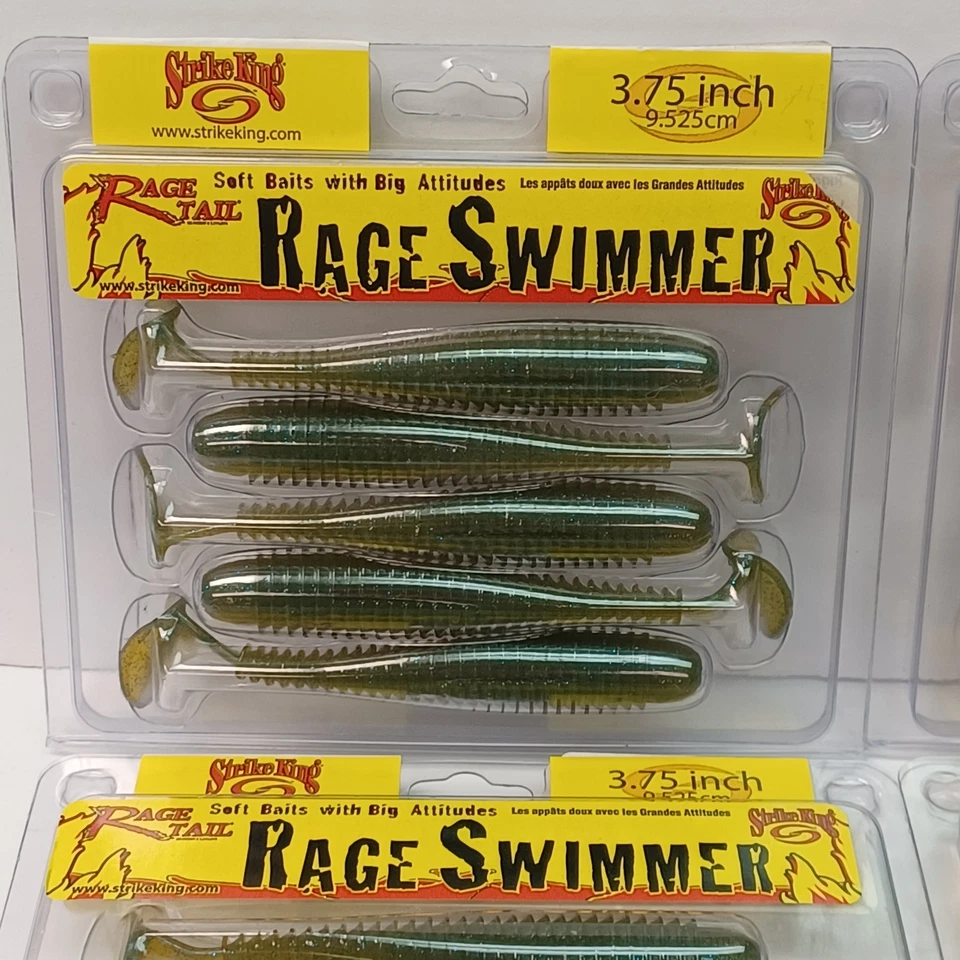 Strike King
www.strikeking.com
3.75 inch
9.525cm
RAGE TAIL
Soft Baits with Big Attitudes
Les appâts doux avec les Grandes Attitudes
Strike King
RAGE SWIMMER
www.strikeking.com
Strike King
3.75 inch
9.525cm
RAGE TAIL
Soft Baits with Big Attitudes
Les appâts doux avec les Grandes Attitudes
Strike King
RAGE SWIMMER
www.strikeking.com